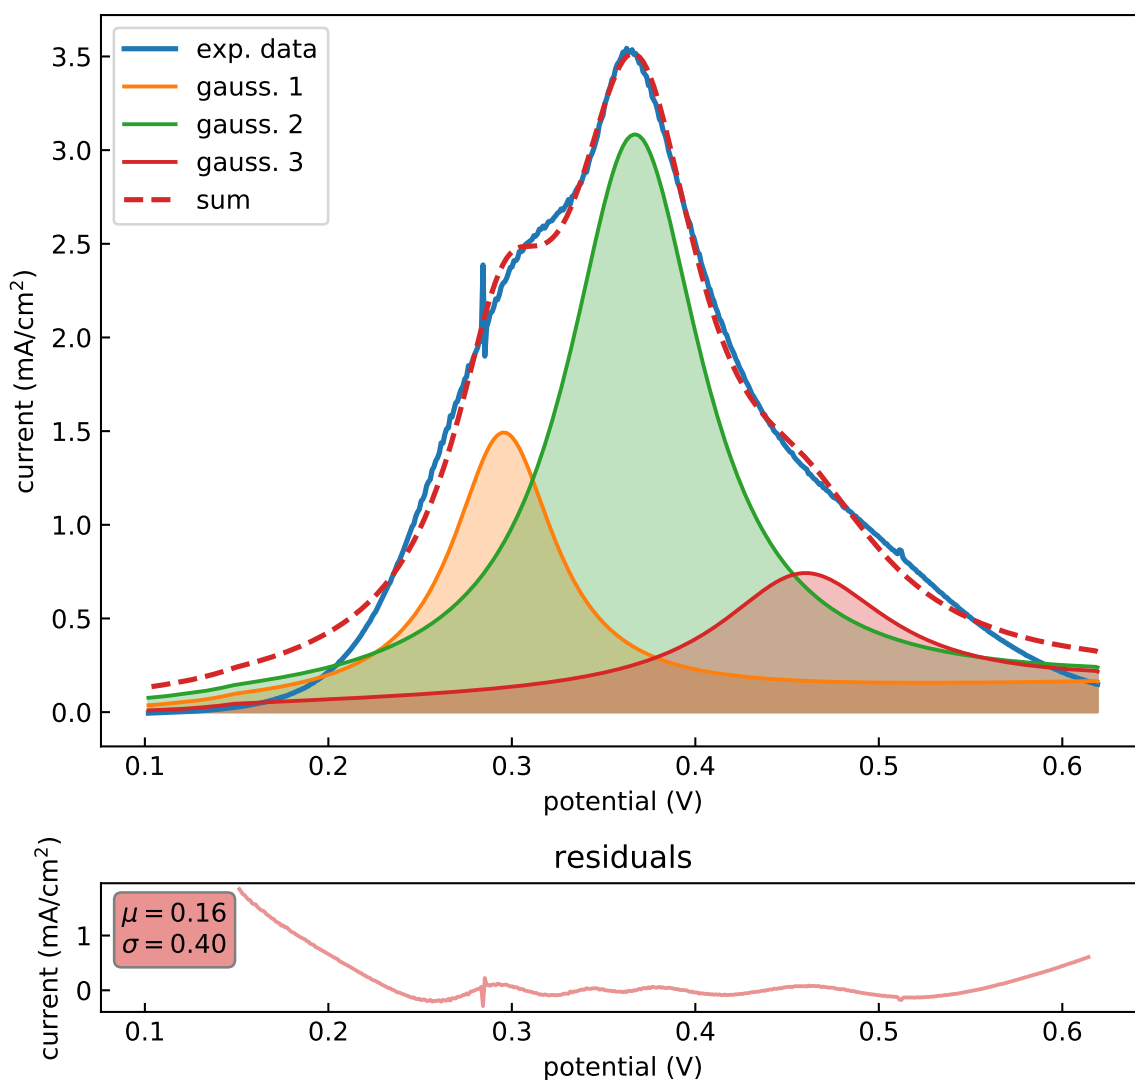 exp. data
gauss. 1
gauss. 2
gauss. 3
sum
current (mA/cm²)
3.5
3.0
2.5
2.0
1.5
1.0
0.5
0.0
0.1 0.2 0.3 0.4 0.5 0.6
potential (V)
residuals
current (mA/cm²)
μ = 0.16
σ = 0.40
1
0
0.1 0.2 0.3 0.4 0.5 0.6
potential (V)